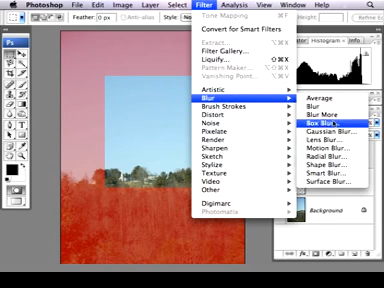 Photoshop File Edit Image Layer Select Filter Analysis View Window Help
Feather: 0 px Anti-alias Style:
Tone Mapping ⌘F
Convert for Smart Filters
Extract... ⌥⌘X
Filter Gallery...
Liquify... ⇧⌘X
Pattern Maker... ⌥⇧⌘X
Vanishing Point... ⌥⌘V
Artistic
Blur
Brush Strokes
Distort
Noise
Pixelate
Render
Sharpen
Sketch
Stylize
Texture
Video
Other
Digimarc
Photomatix
Average
Blur
Blur More
Box Blur...
Gaussian Blur...
Lens Blur...
Motion Blur...
Radial Blur...
Shape Blur...
Smart Blur...
Surface Blur...
Histogram Info
Background
Ps